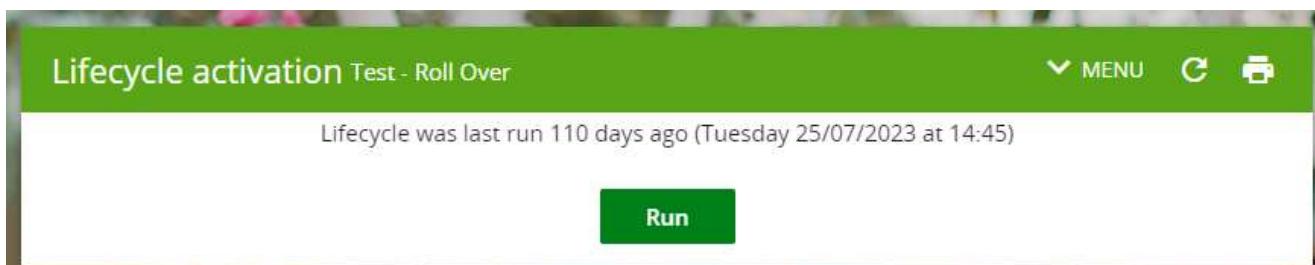 Lifecycle activation Test - Roll Over MENU
Lifecycle was last run 110 days ago (Tuesday 25/07/2023 at 14:45)
Run